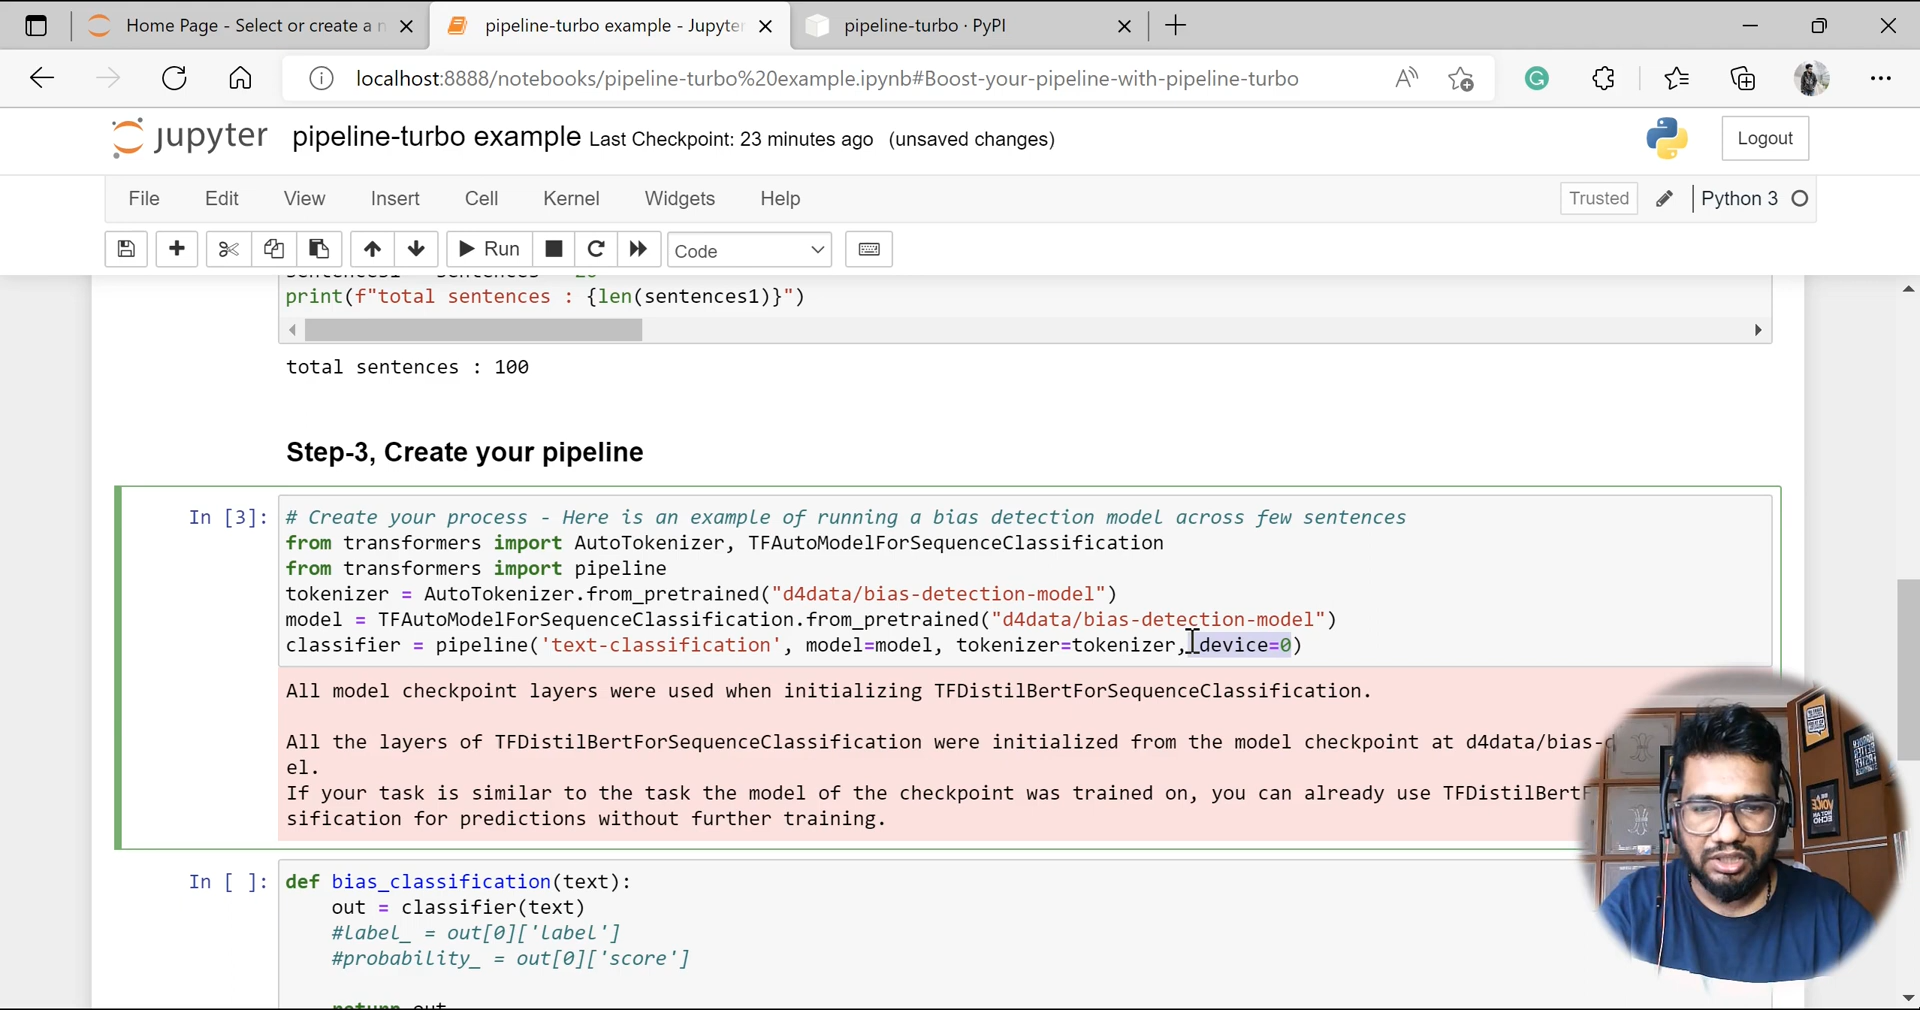 Home Page - Select or create a n
pipeline-turbo example - Jupyter
pipeline-turbo · PyPI
localhost:8888/notebooks/pipeline-turbo%20example.ipynb#Boost-your-pipeline-with-pipeline-turbo
jupyter pipeline-turbo example Last Checkpoint: 23 minutes ago (unsaved changes)
Logout
File Edit View Insert Cell Kernel Widgets Help
Trusted
Python 3
Run
Code
print(f"total sentences : {len(sentences1)}")
total sentences : 100
Step-3, Create your pipeline
In [3]: # Create your process - Here is an example of running a bias detection model across few sentences
from transformers import AutoTokenizer, TFAutoModelForSequenceClassification
from transformers import pipeline
tokenizer = AutoTokenizer.from_pretrained("d4data/bias-detection-model")
model = TFAutoModelForSequenceClassification.from_pretrained("d4data/bias-detection-model")
classifier = pipeline('text-classification', model=model, tokenizer=tokenizer, device=0)
All model checkpoint layers were used when initializing TFDistilBertForSequenceClassification.
All the layers of TFDistilBertForSequenceClassification were initialized from the model checkpoint at d4data/bias-
el.
If your task is similar to the task the model of the checkpoint was trained on, you can already use TFDistilBertF
sification for predictions without further training.
In [ ]: def bias_classification(text):
out = classifier(text)
#label_ = out[0]['label']
#probability_ = out[0]['score']
return out